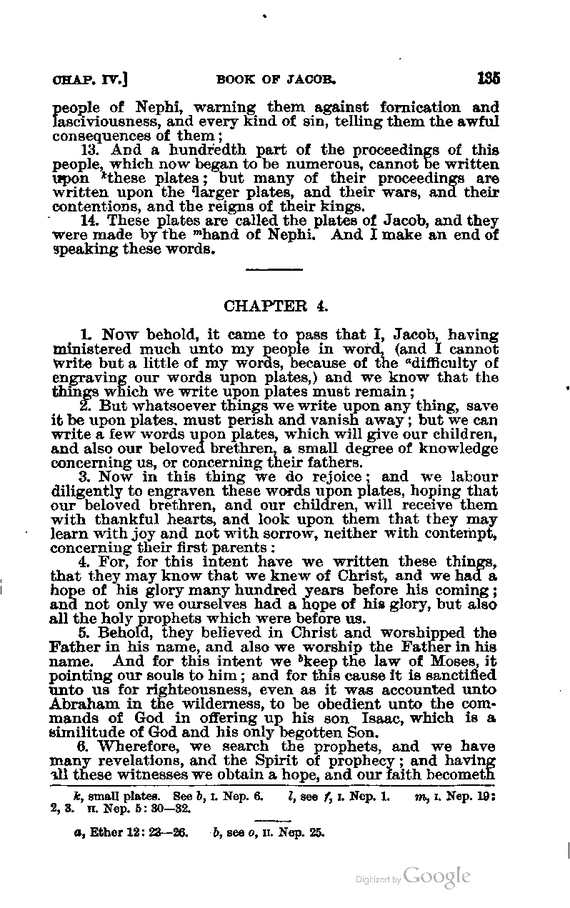 CHAP. IV.] BOOK OF JACOB. 135
people of Nephi, warning them against fornication and
lasciviousness, and every kind of sin, telling them the awful
consequences of them;
13. And a hundredth part of the proceedings of this
people, which now began to be numerous, cannot be written
upon ᵏthese plates; but many of their proceedings are
written upon the ˡlarger plates, and their wars, and their
contentions, and the reigns of their kings.
14. These plates are called the plates of Jacob, and they
were made by the ᵐhand of Nephi. And I make an end of
speaking these words.
CHAPTER 4.
1. Now behold, it came to pass that I, Jacob, having
ministered much unto my people in word, (and I cannot
write but a little of my words, because of the ᵃdifficulty of
engraving our words upon plates,) and we know that the
things which we write upon plates must remain;
2. But whatsoever things we write upon any thing, save
it be upon plates, must perish and vanish away; but we can
write a few words upon plates, which will give our children,
and also our beloved brethren, a small degree of knowledge
concerning us, or concerning their fathers.
3. Now in this thing we do rejoice; and we labour
diligently to engraven these words upon plates, hoping that
our beloved brethren, and our children, will receive them
with thankful hearts, and look upon them that they may
learn with joy and not with sorrow, neither with contempt,
concerning their first parents:
4. For, for this intent have we written these things,
that they may know that we knew of Christ, and we had a
hope of his glory many hundred years before his coming;
and not only we ourselves had a hope of his glory, but also
all the holy prophets which were before us.
5. Behold, they believed in Christ and worshipped the
Father in his name, and also we worship the Father in his
name. And for this intent we ᵇkeep the law of Moses, it
pointing our souls to him; and for this cause it is sanctified
unto us for righteousness, even as it was accounted unto
Abraham in the wilderness, to be obedient unto the com-
mands of God in offering up his son Isaac, which is a
similitude of God and his only begotten Son.
6. Wherefore, we search the prophets, and we have
many revelations, and the Spirit of prophecy; and having
all these witnesses we obtain a hope, and our faith becometh
k, small plates. See b, I. Nep. 6. l, see f, I. Nep. 1. m, I. Nep. 19:
2, 3. II. Nep. 5: 30—32.
a, Ether 12: 23—26. b, see o, II. Nep. 25.
Digitized by Google